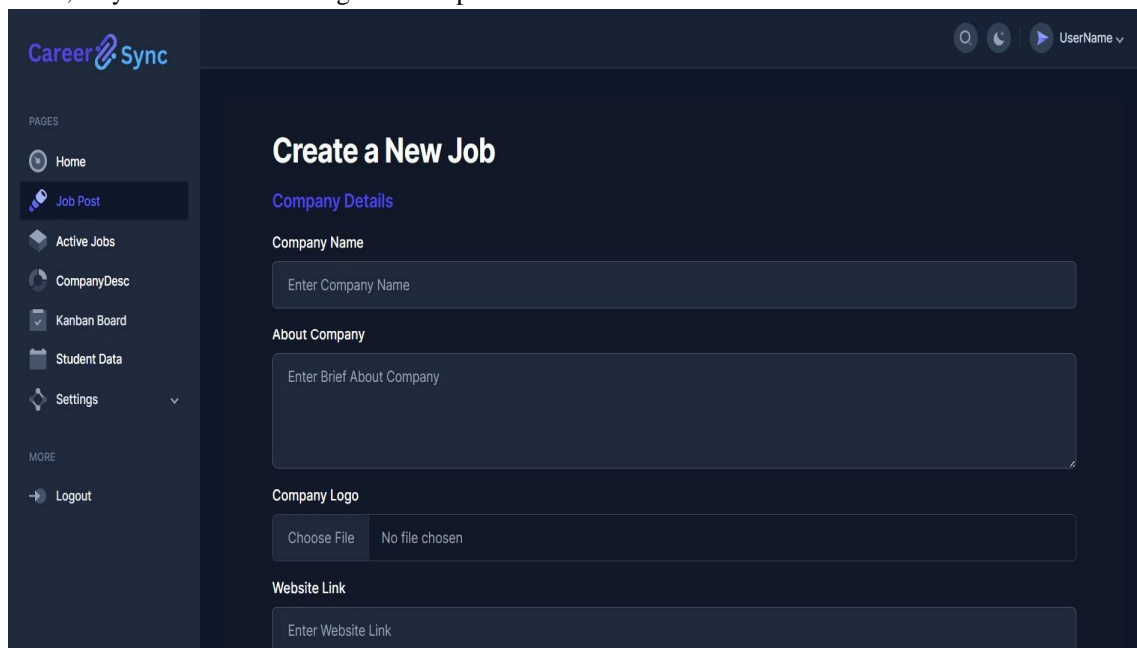 Career Sync
UserName
PAGES
Home
Job Post
Active Jobs
CompanyDesc
Kanban Board
Student Data
Settings
MORE
Logout
Create a New Job
Company Details
Company Name
Enter Company Name
About Company
Enter Brief About Company
Company Logo
Choose File No file chosen
Website Link
Enter Website Link